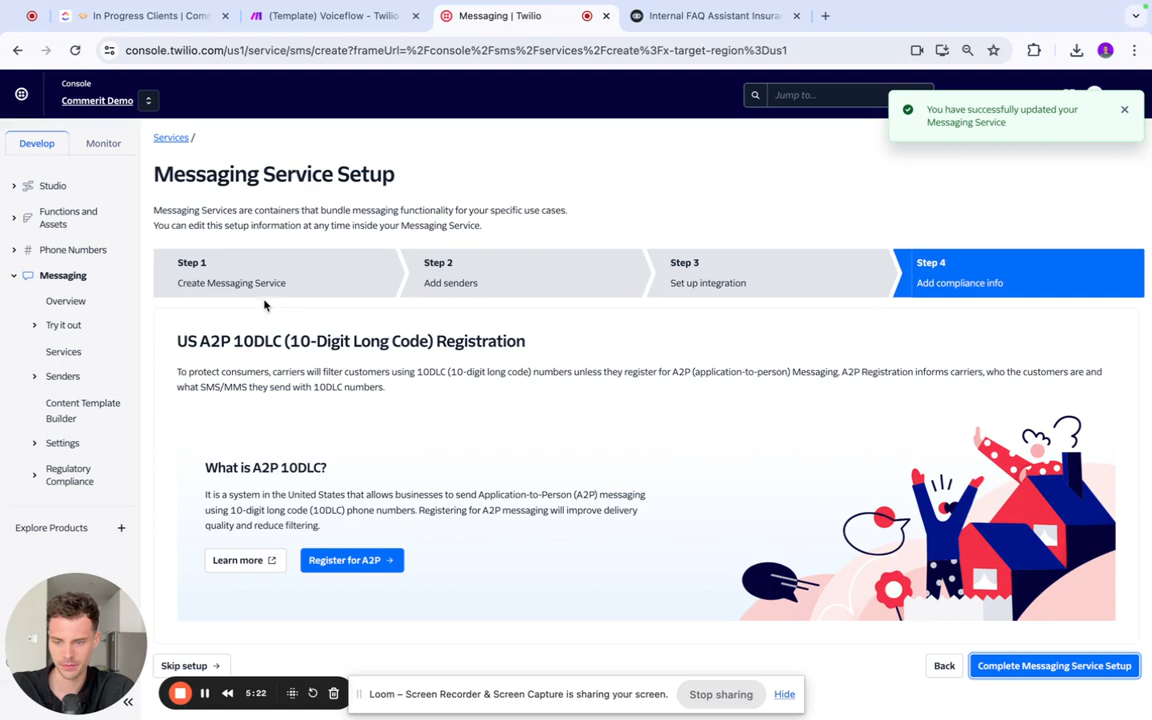 In Progress Clients | Comm
(Template) Voiceflow - Twilio
Messaging | Twilio
Internal FAQ Assistant Insura
console.twilio.com/us1/service/sms/create?frameUrl=%2Fconsole%2Fsms%2Fservices%2Fcreate%3Fx-target-region%3Dus1
Console
Commerit Demo
Jump to...
You have successfully updated your
Messaging Service
Develop
Monitor
Studio
Functions and
Assets
Phone Numbers
Messaging
Overview
Try it out
Services
Senders
Content Template
Builder
Settings
Regulatory
Compliance
Explore Products
Services /
Messaging Service Setup
Messaging Services are containers that bundle messaging functionality for your specific use cases.
You can edit this setup information at any time inside your Messaging Service.
Step 1
Create Messaging Service
Step 2
Add senders
Step 3
Set up integration
Step 4
Add compliance info
US A2P 10DLC (10-Digit Long Code) Registration
To protect consumers, carriers will filter customers using 10DLC (10-digit long code) numbers unless they register for A2P (application-to-person) Messaging. A2P Registration informs carriers, who the customers are and
what SMS/MMS they send with 10DLC numbers.
What is A2P 10DLC?
It is a system in the United States that allows businesses to send Application-to-Person (A2P) messaging
using 10-digit long code (10DLC) phone numbers. Registering for A2P messaging will improve delivery
quality and reduce filtering.
Learn more
Register for A2P
Skip setup
Back
Complete Messaging Service Setup
5:22
Loom – Screen Recorder & Screen Capture is sharing your screen.
Stop sharing
Hide